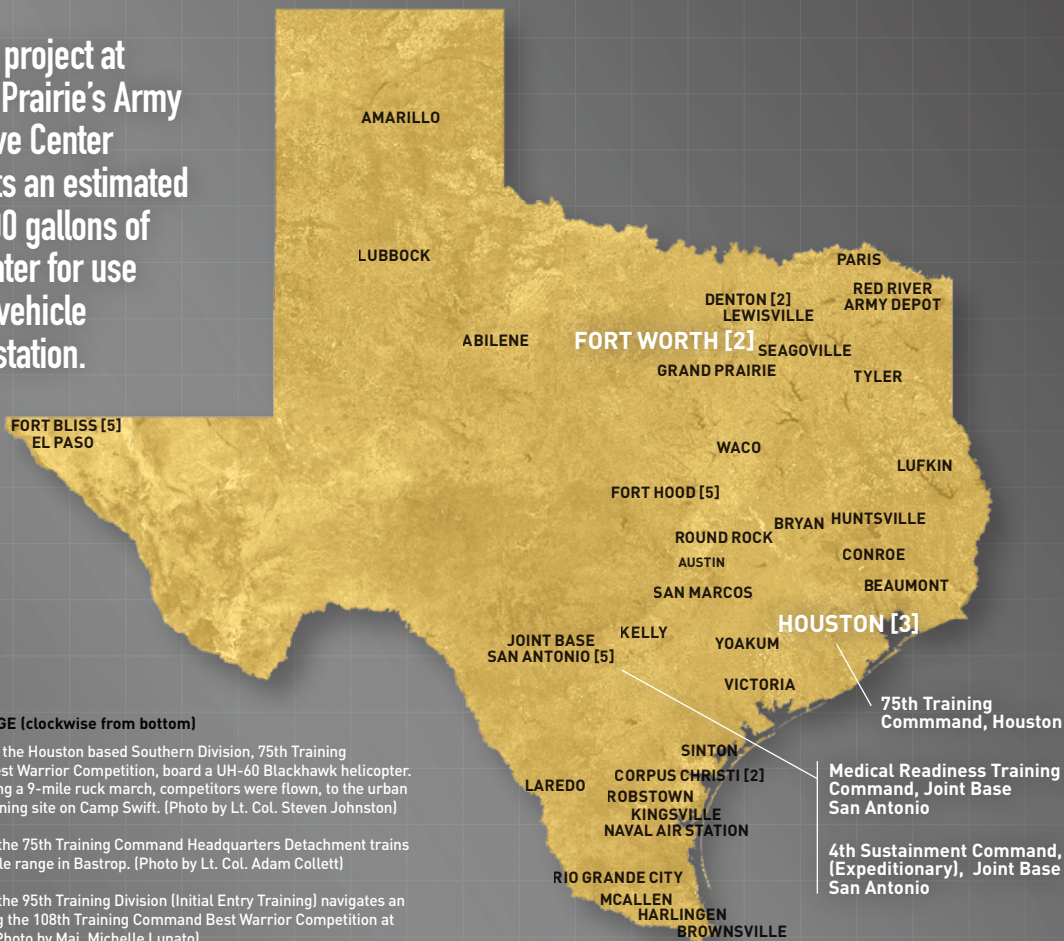 project at
Prairie's Army
ve Center
ts an estimated
00 gallons of
ater for use
vehicle
station.
AMARILLO
LUBBOCK
ABILENE
PARIS
RED RIVER
ARMY DEPOT
DENTON [2]
LEWISVILLE
FORT WORTH [2]
SEAGOVILLE
GRAND PRAIRIE
TYLER
FORT BLISS [5]
EL PASO
WACO
LUFKIN
FORT HOOD [5]
BRYAN
HUNTSVILLE
ROUND ROCK
CONROE
AUSTIN
BEAUMONT
SAN MARCOS
HOUSTON [3]
KELLY
JOINT BASE
SAN ANTONIO [5]
YOAKUM
VICTORIA
SINTON
LAREDO
CORPUS CHRISTI [2]
ROBSTOWN
KINGSVILLE
NAVAL AIR STATION
RIO GRANDE CITY
MCALLEN
HARLINGEN
BROWNSVILLE
75th Training
Commmand, Houston
Medical Readiness Training
Command, Joint Base
San Antonio
4th Sustainment Command,
(Expeditionary), Joint Base
San Antonio
GE (clockwise from bottom)
the Houston based Southern Division, 75th Training
est Warrior Competition, board a UH-60 Blackhawk helicopter.
ng a 9-mile ruck march, competitors were flown, to the urban
ning site on Camp Swift. (Photo by Lt. Col. Steven Johnston)
the 75th Training Command Headquarters Detachment trains
le range in Bastrop. (Photo by Lt. Col. Adam Collett)
the 95th Training Division (Initial Entry Training) navigates an
g the 108th Training Command Best Warrior Competition at
Photo by Maj. Michelle Lunato)